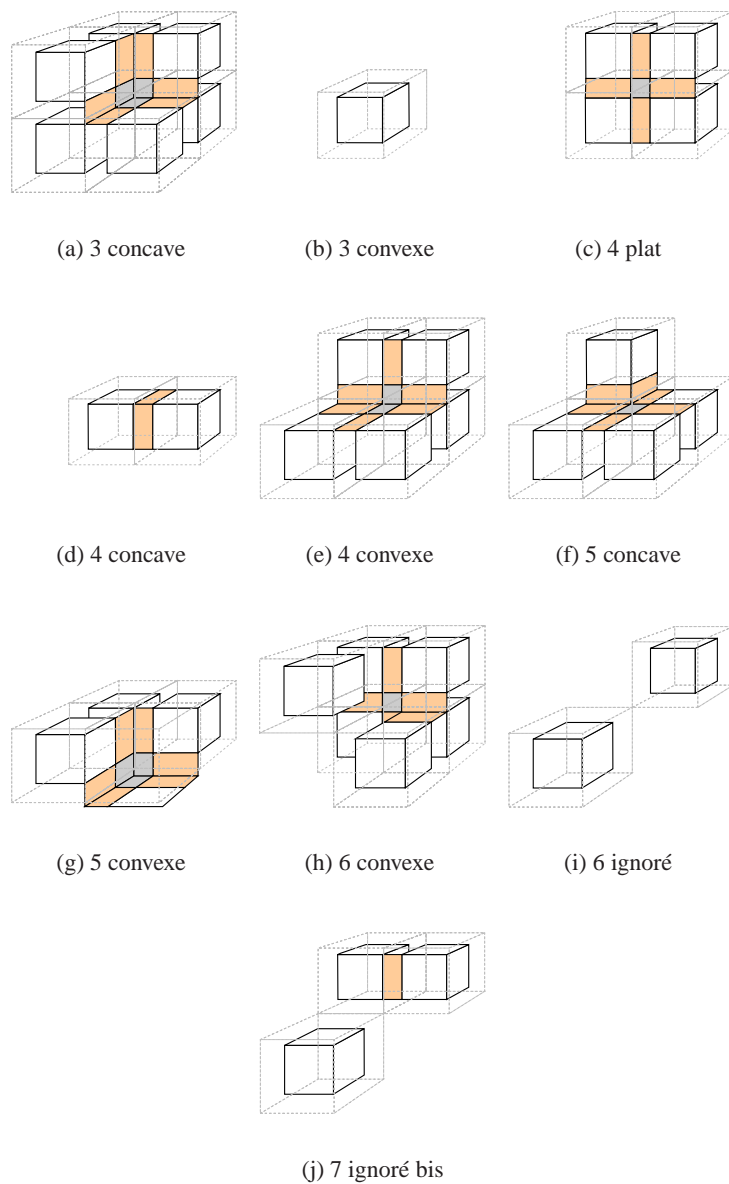 (a) 3 concave
(b) 3 convexe
(c) 4 plat
(d) 4 concave
(e) 4 convexe
(f) 5 concave
(g) 5 convexe
(h) 6 convexe
(i) 6 ignoré
(j) 7 ignoré bis